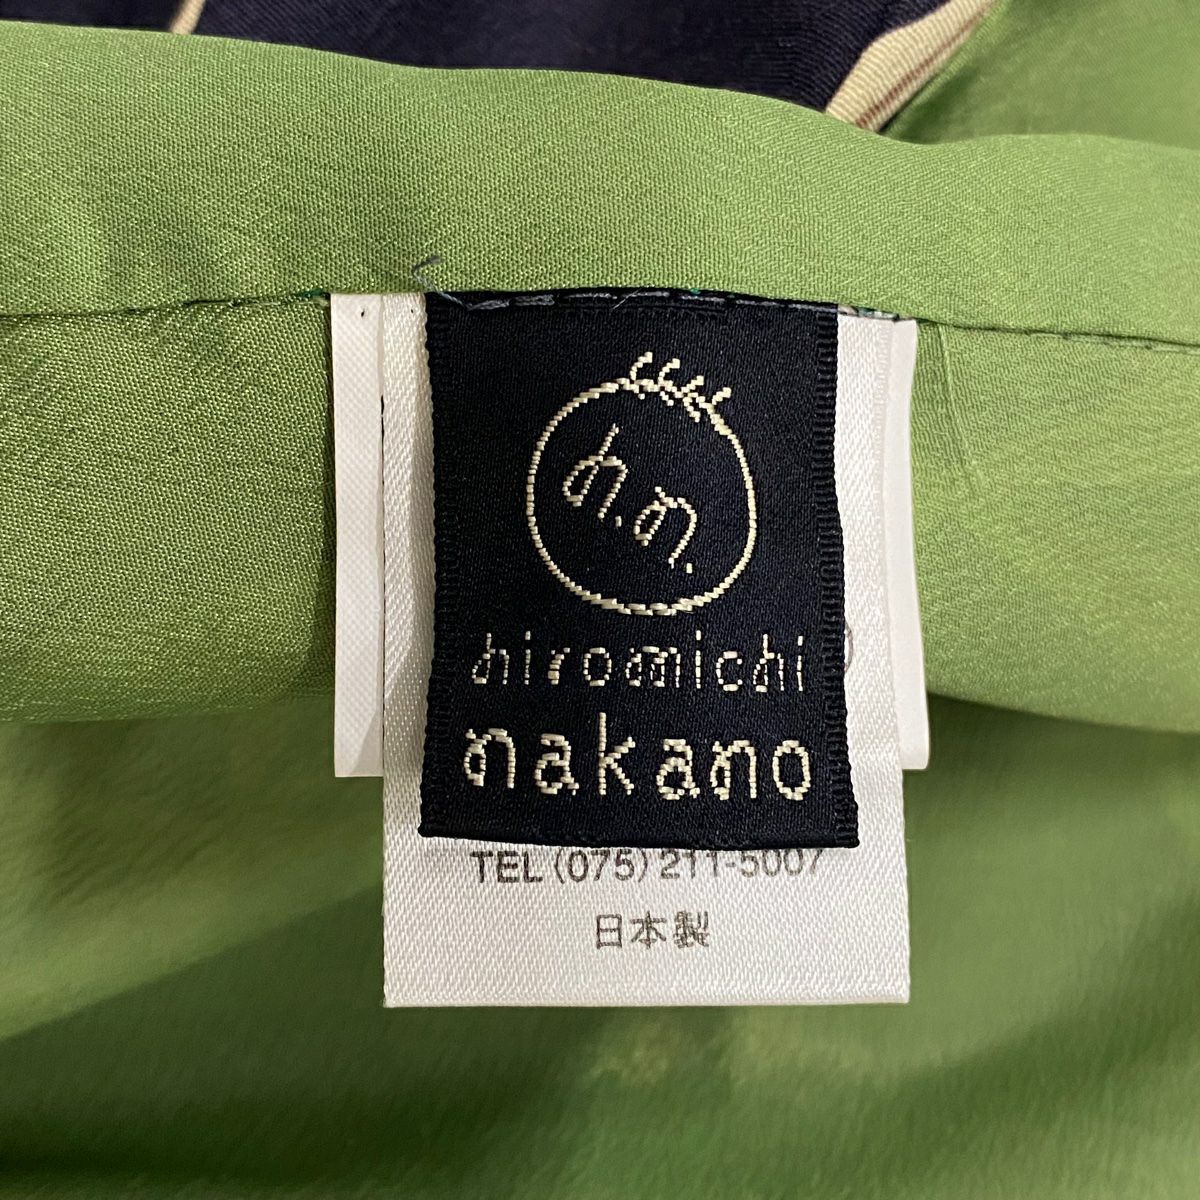 h.n.
hiromichi
nakano
TEL (075) 211-5007
日本製